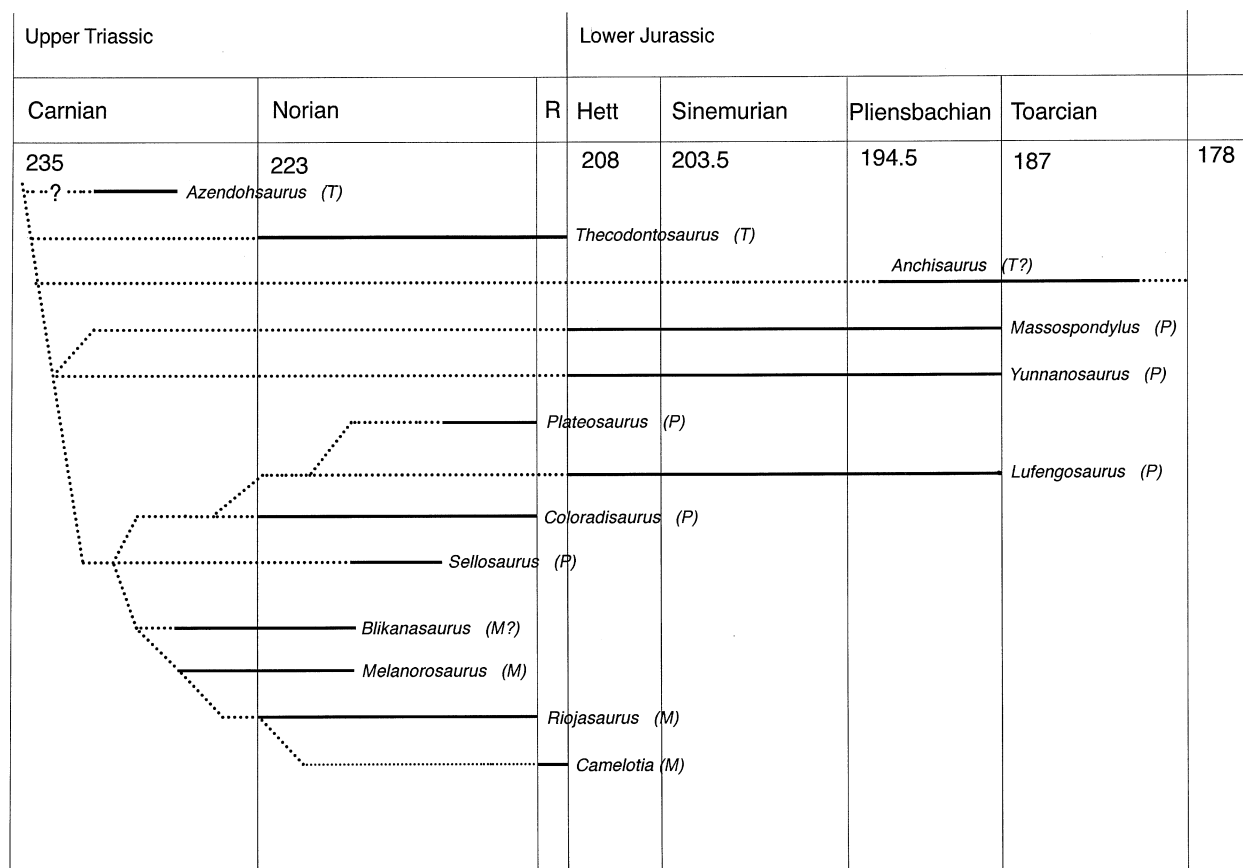 Upper Triassic Lower Jurassic
Carnian Norian R Hett Sinemurian Pliensbachian Toarcian
235 223 208 203.5 194.5 187 178
? Azendohsaurus (T)
Thecodontosaurus (T)
Anchisaurus (T?)
Massospondylus (P)
Yunnanosaurus (P)
Plateosaurus (P)
Lufengosaurus (P)
Coloradisaurus (P)
Sellosaurus (P)
Blikanasaurus (M?)
Melanorosaurus (M)
Riojasaurus (M)
Camelotia (M)